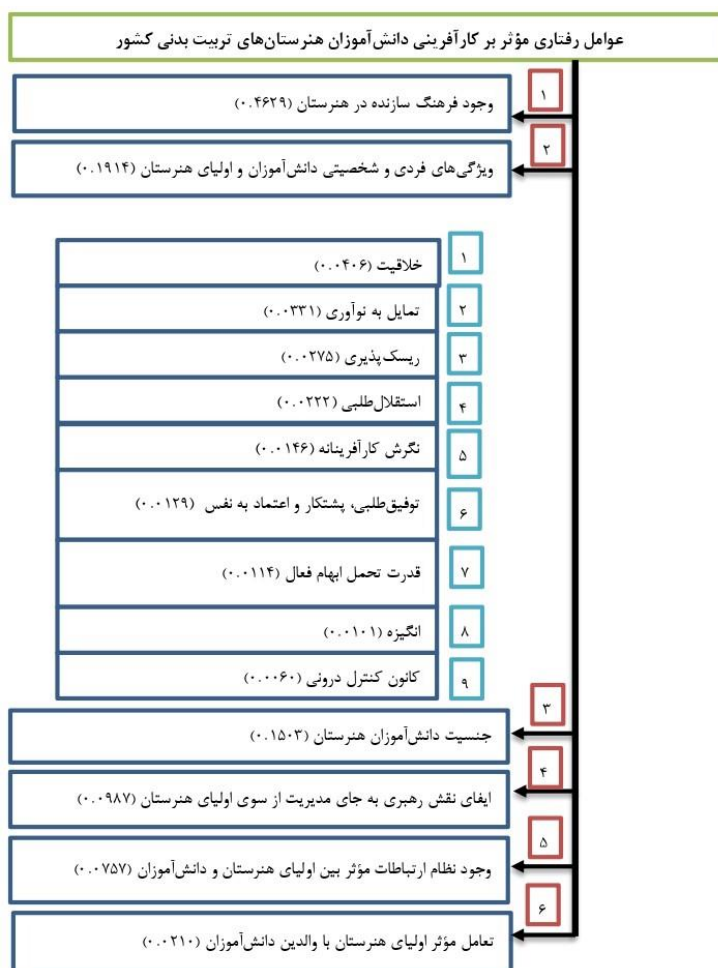 عوامل رفتاری مؤثر بر کارآفرینی دانش‌آموزان هنرستان‌های تربیت بدنی کشور
۱
وجود فرهنگ سازنده در هنرستان (۰.۴۶۲۹)
۲
ویژگی‌های فردی و شخصیتی دانش‌آموزان و اولیای هنرستان (۰.۱۹۱۴)
۱
خلاقیت (۰.۰۴۰۶)
۲
تمایل به نوآوری (۰.۰۳۳۱)
۳
ریسک‌پذیری (۰.۰۲۷۵)
۴
استقلال‌طلبی (۰.۰۲۲۲)
۵
نگرش کارآفرینانه (۰.۰۱۴۶)
۶
توفیق‌طلبی، پشتکار و اعتماد به نفس (۰.۰۱۲۹)
۷
قدرت تحمل ابهام فعال (۰.۰۱۱۴)
۸
انگیزه (۰.۰۱۰۱)
۹
کانون کنترل درونی (۰.۰۰۶۰)
۳
جنسیت دانش‌آموزان هنرستان (۰.۱۵۰۳)
۴
ایفای نقش رهبری به جای مدیریت از سوی اولیای هنرستان (۰.۰۹۸۷)
۵
وجود نظام ارتباطات مؤثر بین اولیای هنرستان و دانش‌آموزان (۰.۰۷۵۷)
۶
تعامل مؤثر اولیای هنرستان با والدین دانش‌آموزان (۰.۰۲۱۰)